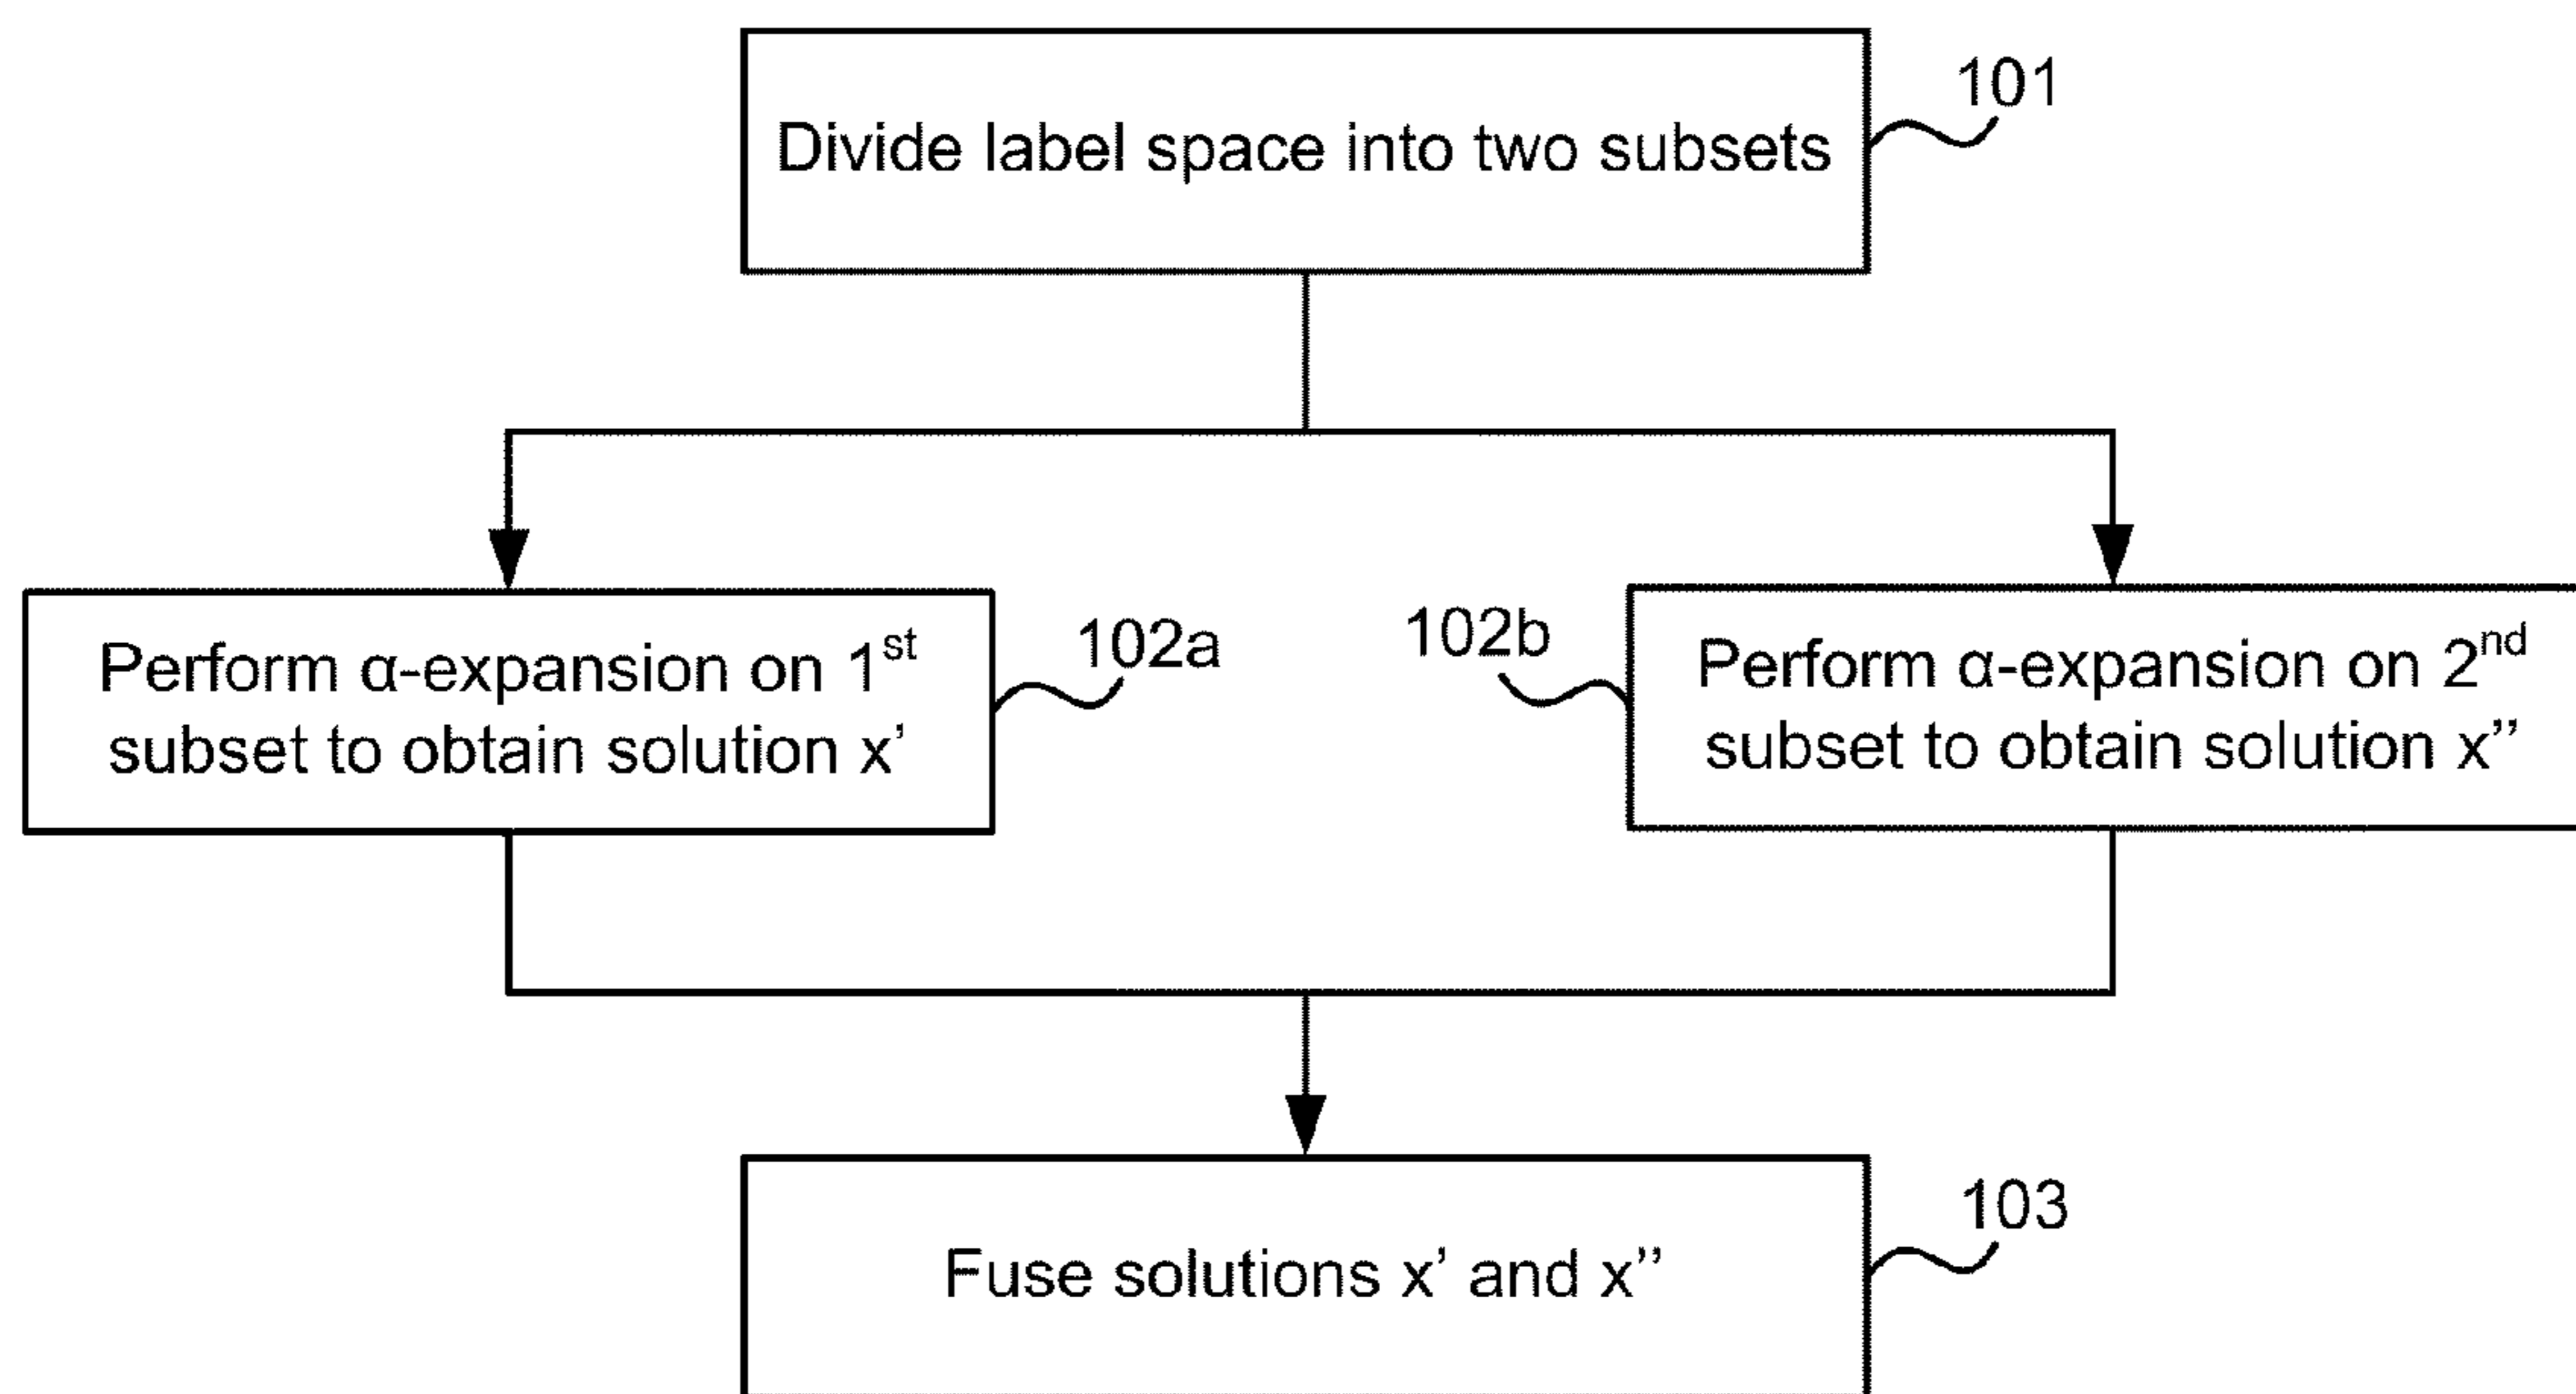 Divide label space into two subsets
101
Perform α-expansion on 1st
subset to obtain solution x’
102a
102b
Perform α-expansion on 2nd
subset to obtain solution x’’
Fuse solutions x’ and x’’
103